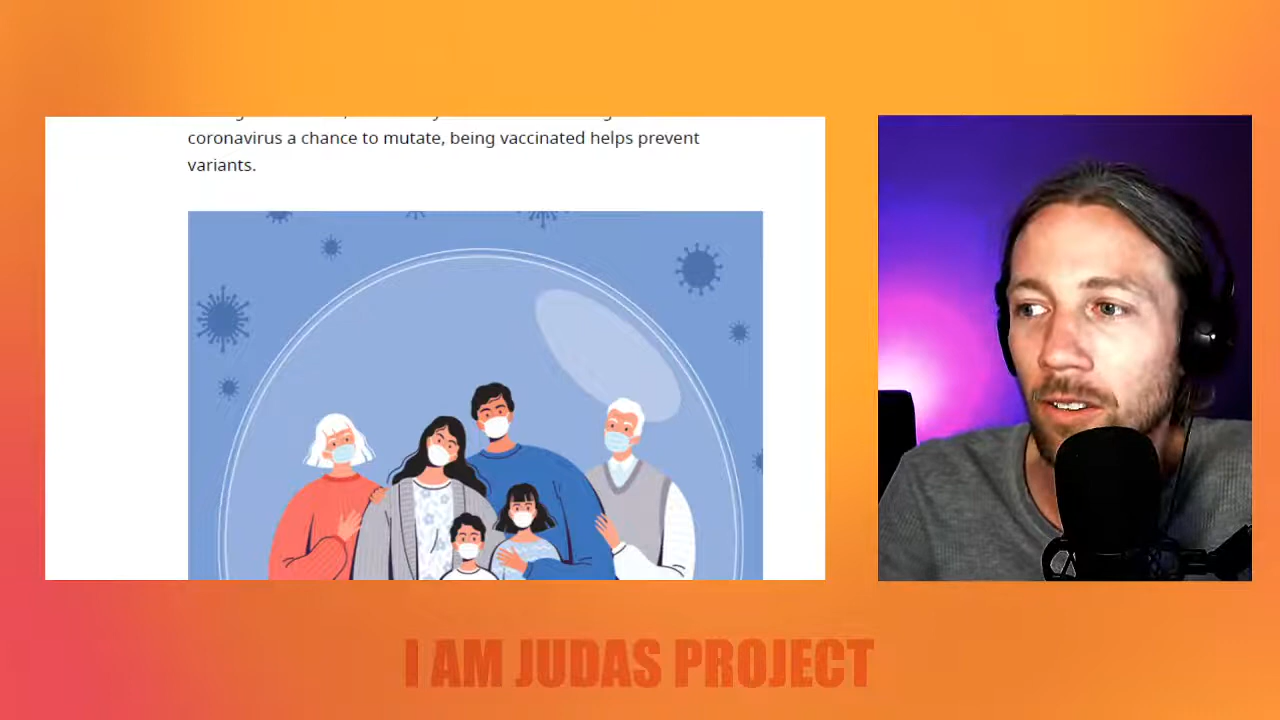 coronavirus a chance to mutate, being vaccinated helps prevent
variants.
I AM JUDAS PROJECT